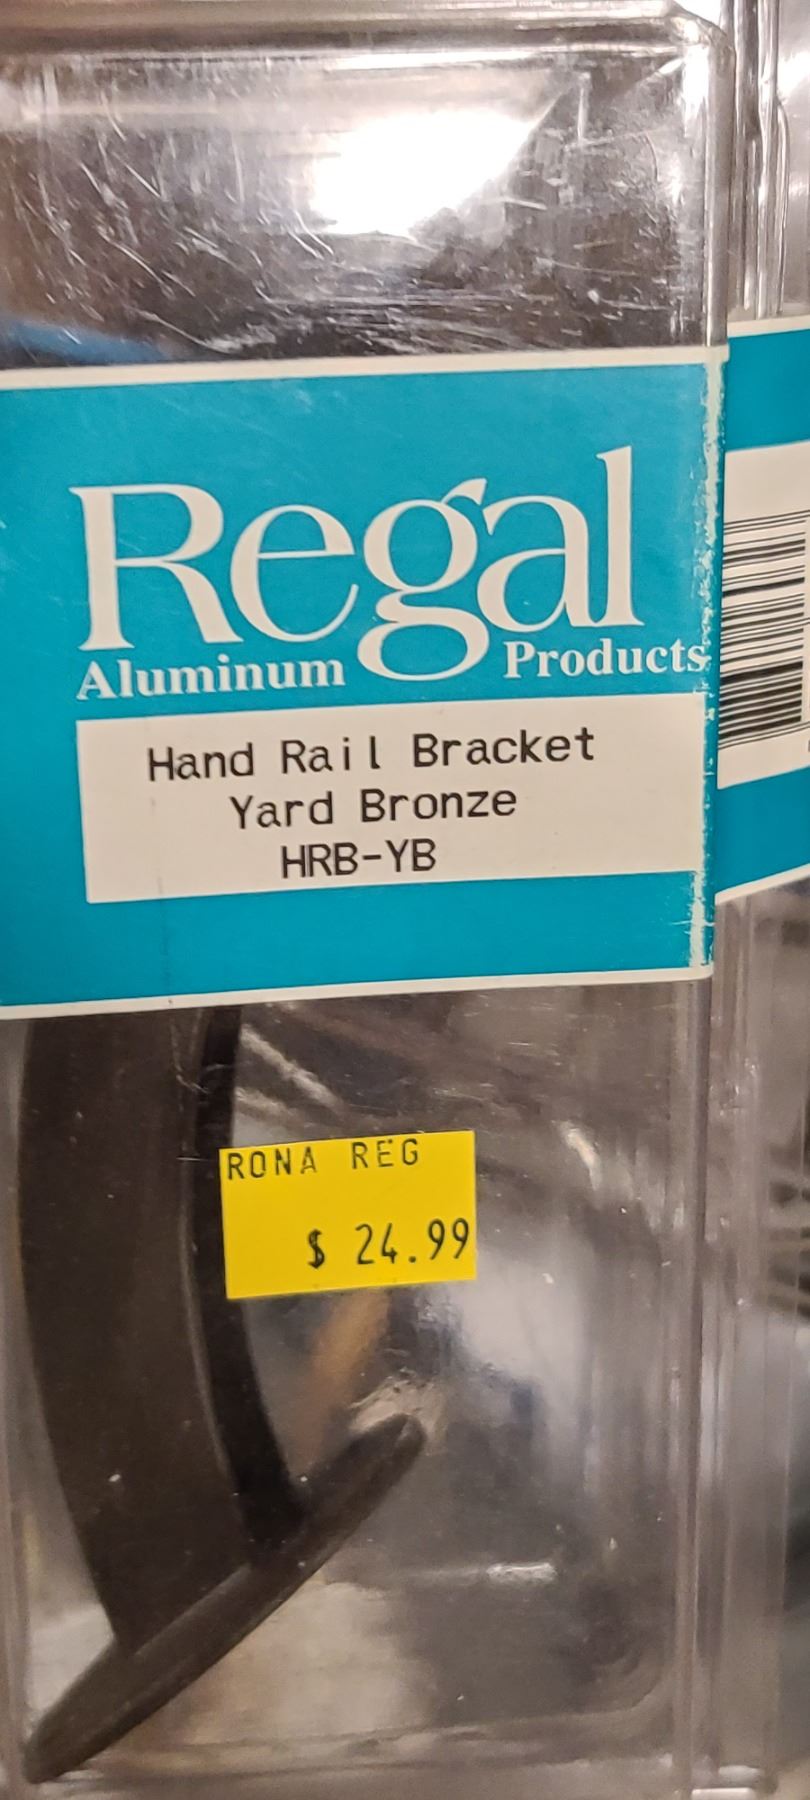 Regal
Aluminum Products
Hand Rail Bracket
Yard Bronze
HRB-YB
RONA REG
$ 24.99